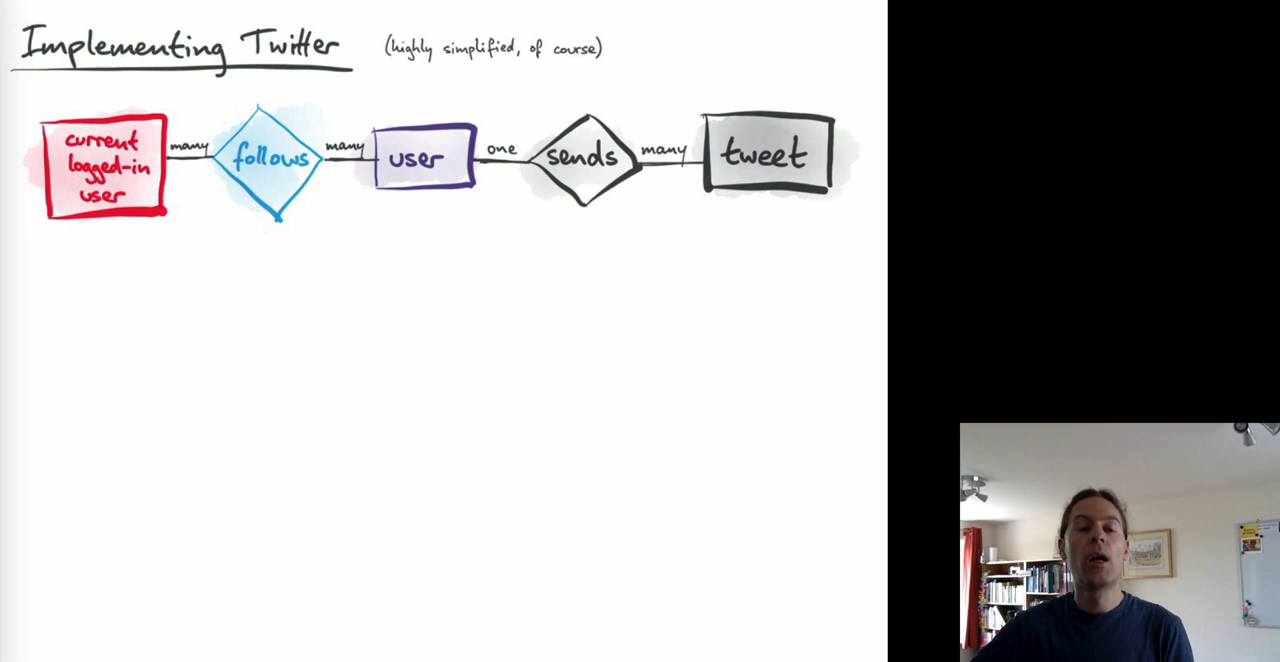 Implementing Twitter (highly simplified, of course)
current
logged-in
user
many
follows
many
user
one
sends
many
tweet